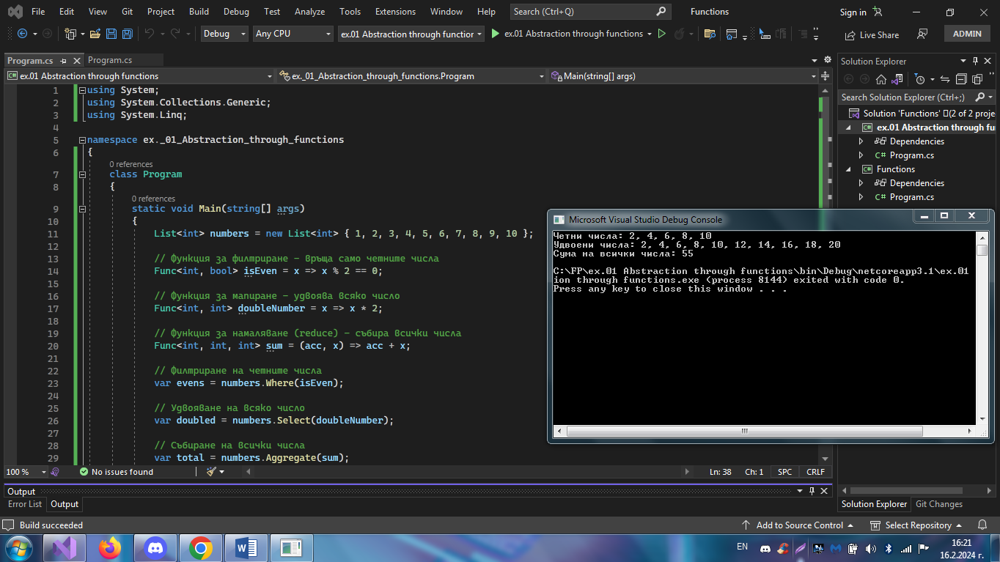 File Edit View Git Project Build Debug Test Analyze Tools Extensions Window Help Search (Ctrl+Q) Functions Sign in
Debug Any CPU ex.01 Abstraction through functior ex.01 Abstraction through functions Live Share ADMIN
Program.cs Program.cs
ex.01 Abstraction through functions ex._01_Abstraction_through_functions.Program Main(string[] args)
1 using System;
2 using System.Collections.Generic;
3 using System.Linq;
4
5 namespace ex._01_Abstraction_through_functions
6 {
0 references
7 class Program
8 {
0 references
9 static void Main(string[] args)
10 {
11 List<int> numbers = new List<int> { 1, 2, 3, 4, 5, 6, 7, 8, 9, 10 };
12
13 // Функция за филтриране - връща само четните числа
14 Func<int, bool> isEven = x => x % 2 == 0;
15
16 // Функция за мапиране - удвоява всяко число
17 Func<int, int> doubleNumber = x => x * 2;
18
19 // Функция за намаляване (reduce) - събира всички числа
20 Func<int, int, int> sum = (acc, x) => acc + x;
21
22 // Филтриране на четните числа
23 var evens = numbers.Where(isEven);
24
25 // Удвояване на всяко число
26 var doubled = numbers.Select(doubleNumber);
27
28 // Събиране на всички числа
29 var total = numbers.Aggregate(sum);
100 % No issues found Ln: 38 Ch: 1 SPC CRLF
Solution Explorer
Search Solution Explorer (Ctrl+;)
Solution 'Functions' (2 of 2 proje
ex.01 Abstraction through fu
Dependencies
C# Program.cs
Functions
Dependencies
C# Program.cs
Microsoft Visual Studio Debug Console
Четни числа: 2, 4, 6, 8, 10
Удвоени числа: 2, 4, 6, 8, 10, 12, 14, 16, 18, 20
Сума на всички числа: 55
C:\FP\ex.01 Abstraction through functions\bin\Debug\netcoreapp3.1\ex.01
ion through functions.exe (process 8144) exited with code 0.
Press any key to close this window . . .
Output
Error List Output
Solution Explorer Git Changes
Build succeeded Add to Source Control Select Repository
EN 16:21
16.2.2024 г.